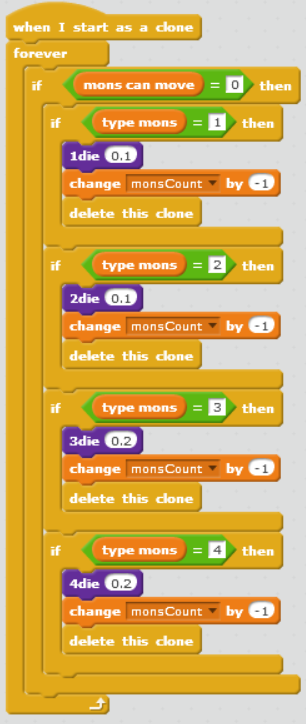 when I start as a clone
forever
if mons can move = 0 then
if type mons = 1 then
1die 0.1
change monsCount by -1
delete this clone
if type mons = 2 then
2die 0.1
change monsCount by -1
delete this clone
if type mons = 3 then
3die 0.2
change monsCount by -1
delete this clone
if type mons = 4 then
4die 0.2
change monsCount by -1
delete this clone